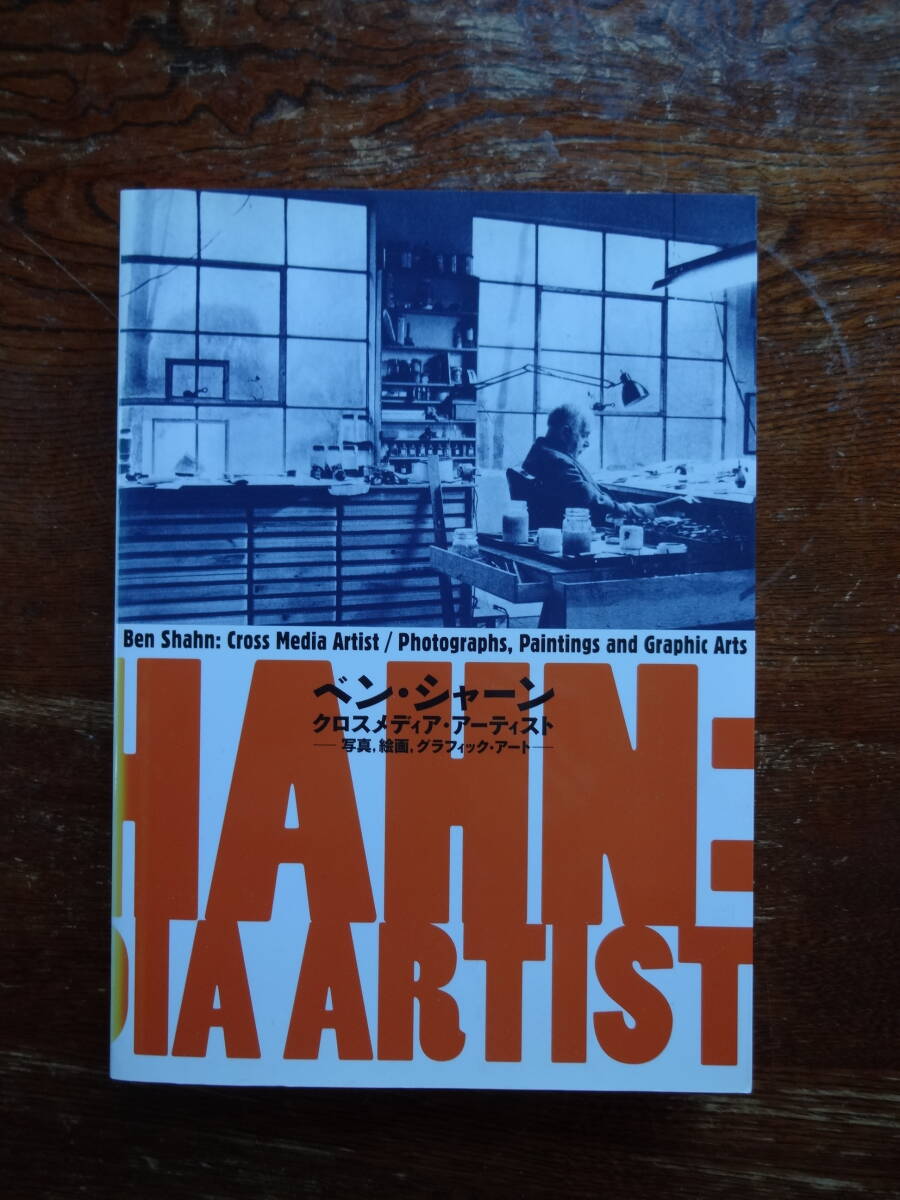 Ben Shahn: Cross Media Artist / Photographs, Paintings and Graphic Arts
HAHN:
ベン・シャーン
クロスメディア・アーティスト
―写真,絵画,グラフィック・アート―
DIA ARTIST